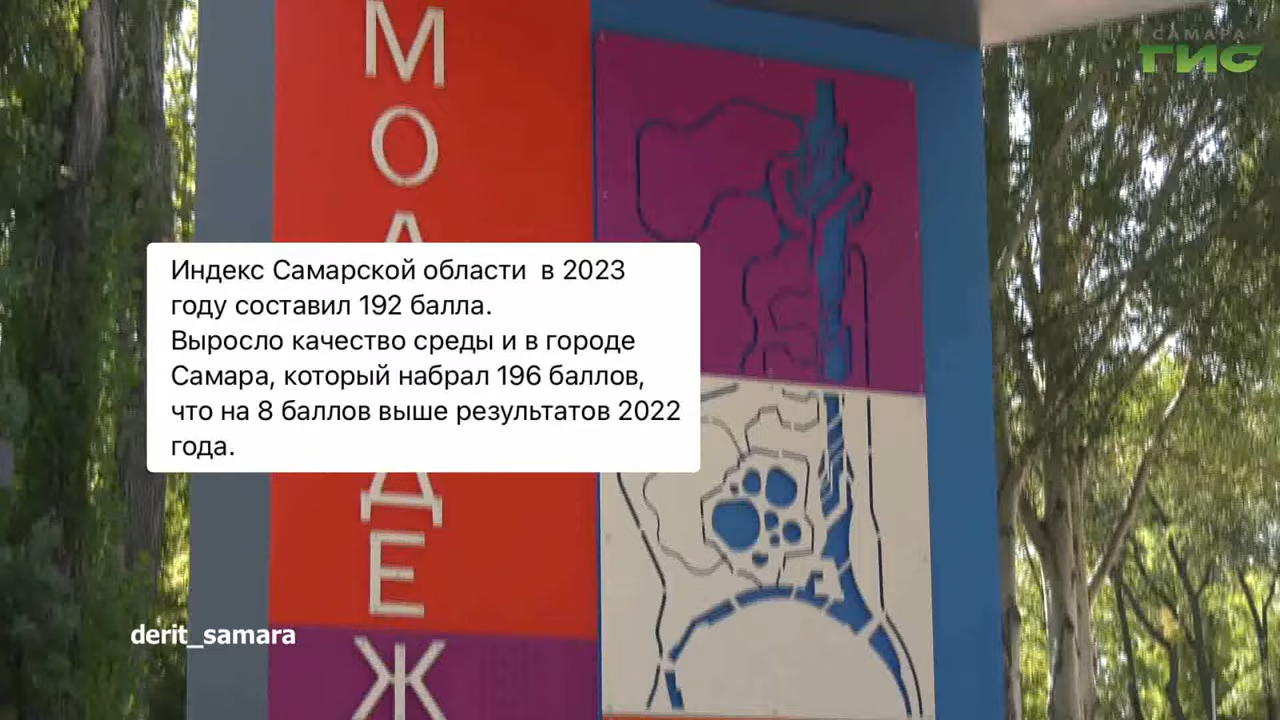 САМАРА
ГИС
М
О
Л
Индекс Самарской области в 2023
году составил 192 балла.
Выросло качество среды и в городе
Самара, который набрал 196 баллов,
что на 8 баллов выше результатов 2022
года.
Д
Е
Ж
derit_samara